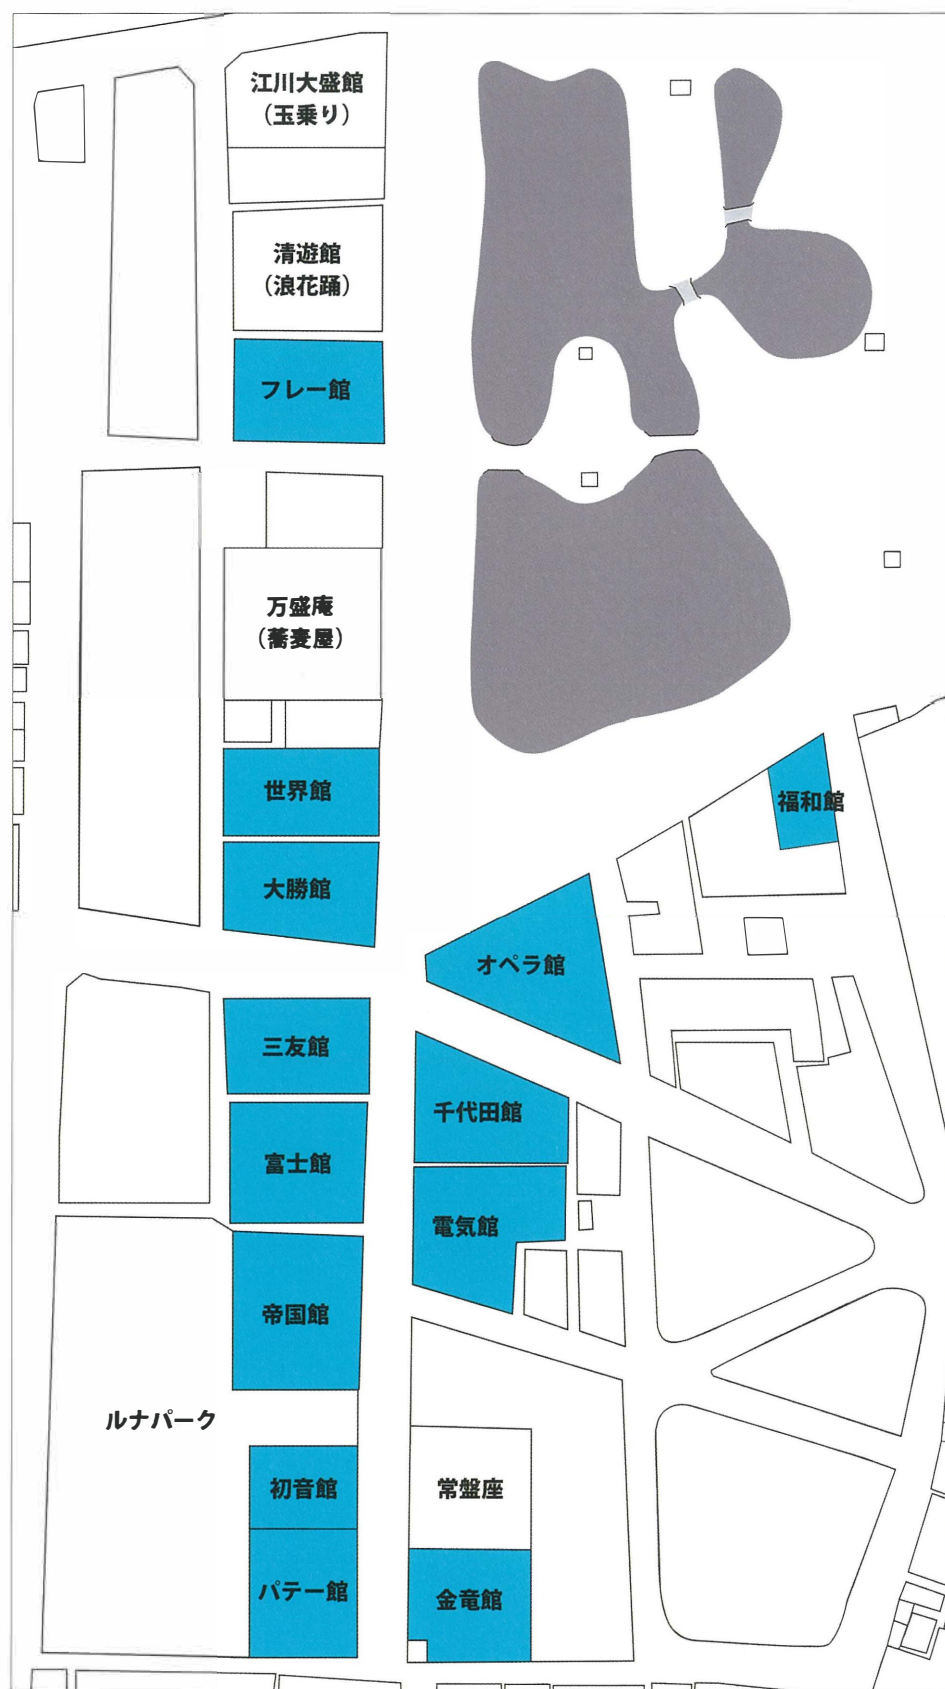 江川大盛館
（玉乗り）
清遊館
（浪花踊）
フレー館
万盛庵
（蕎麦屋）
世界館
福和館
大勝館
オペラ館
三友館
千代田館
富士館
電気館
帝国館
ルナパーク
初音館
常盤座
パテー館
金竜館